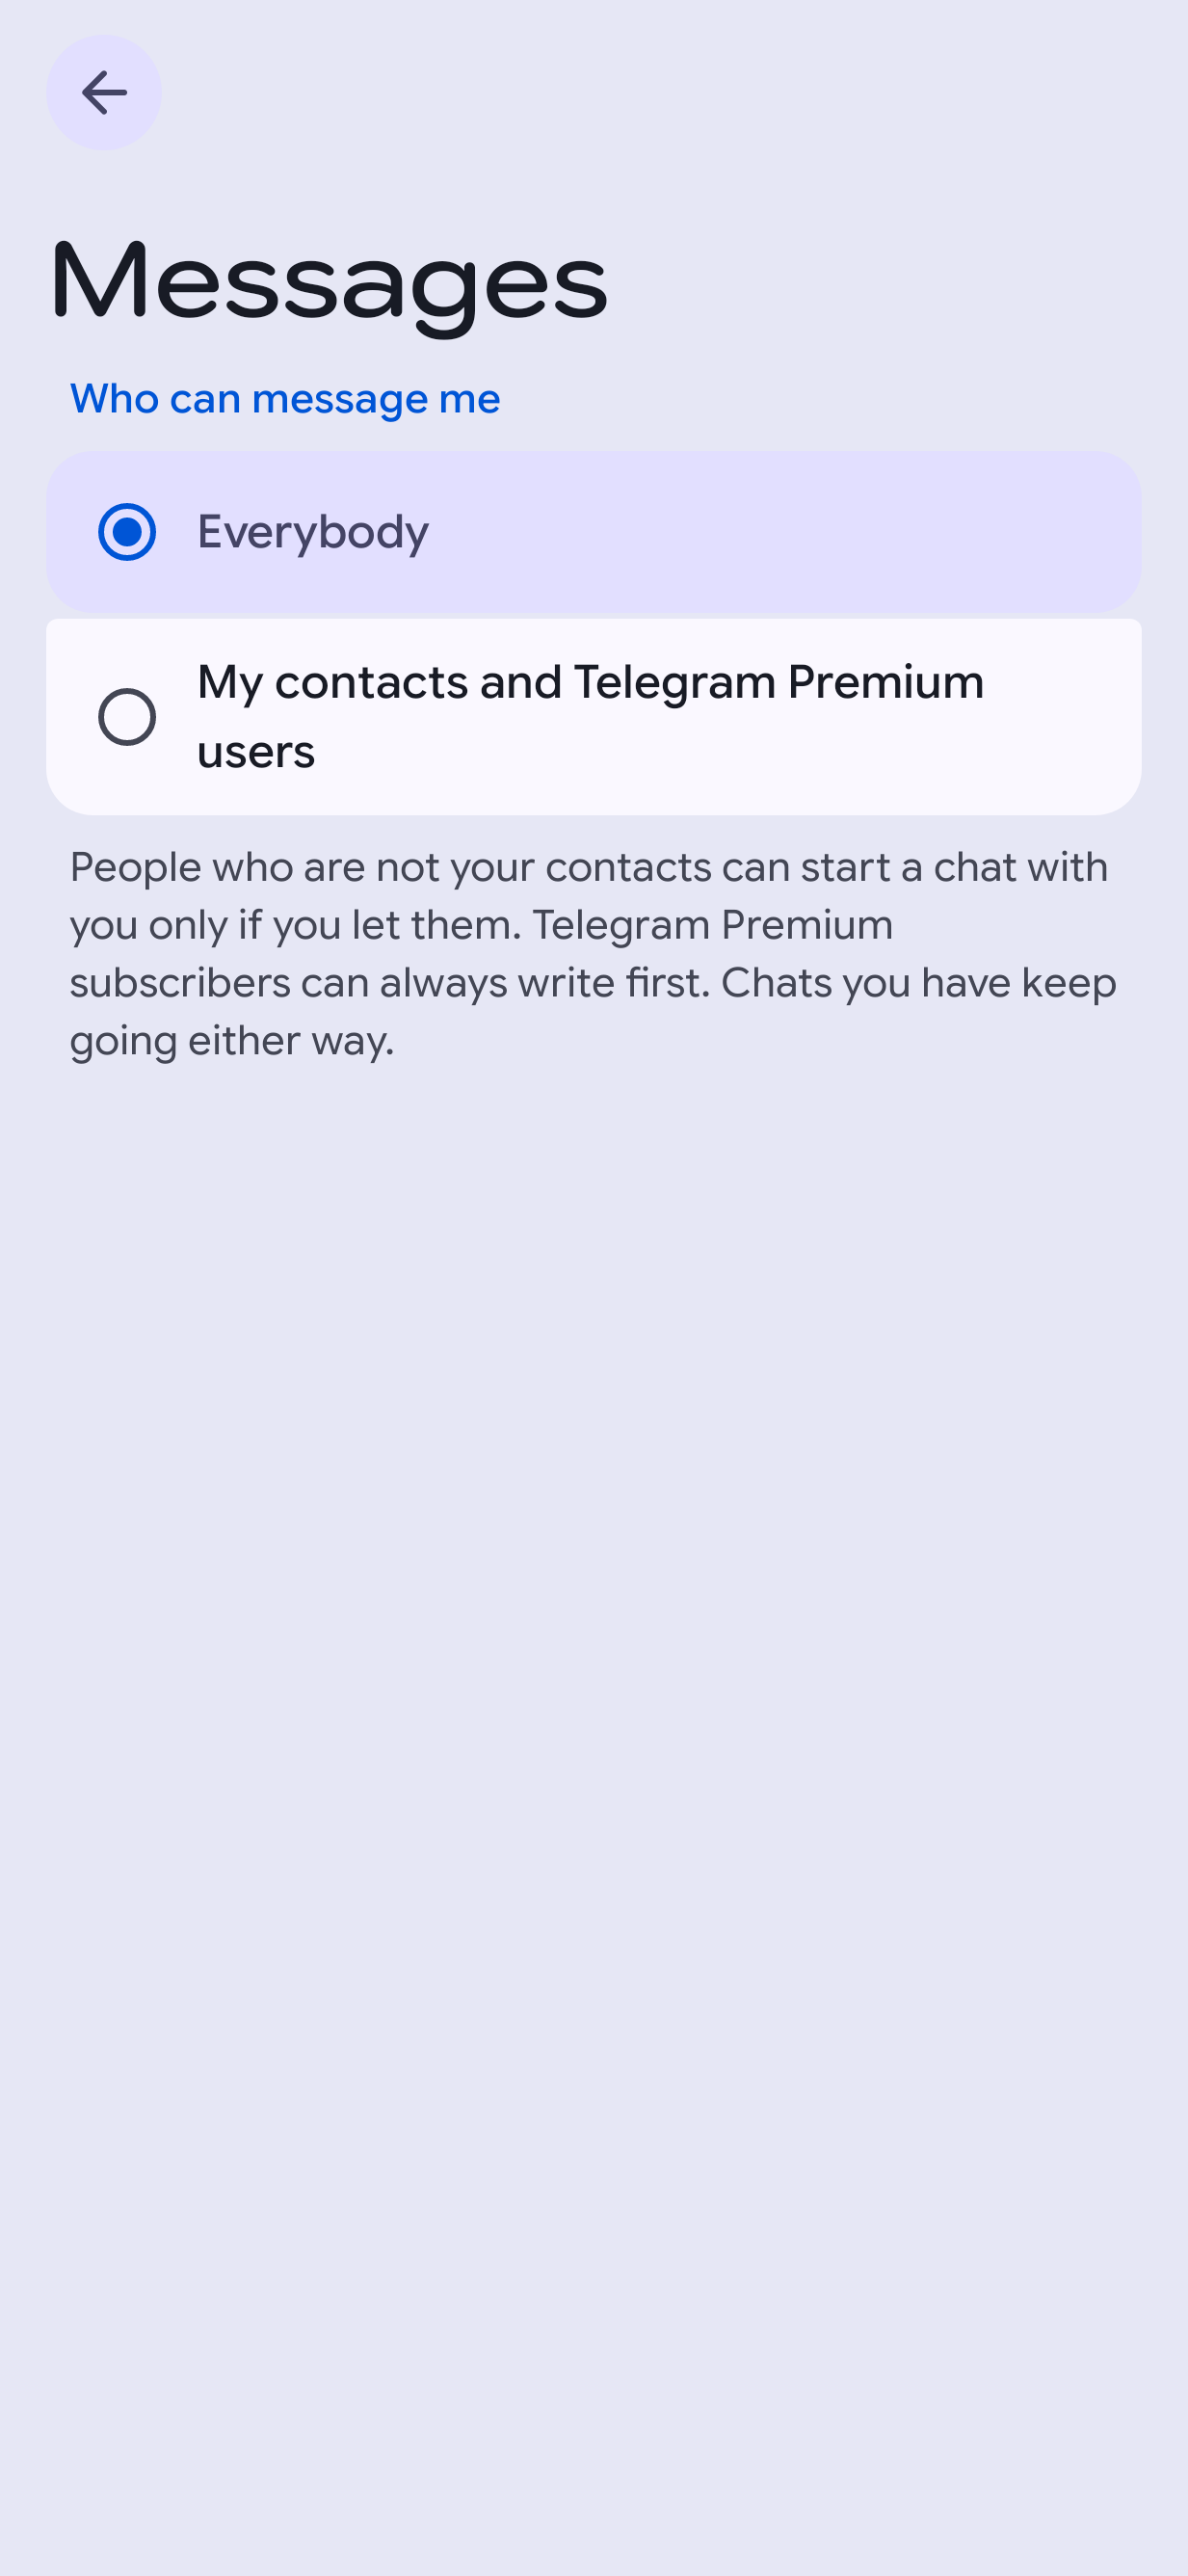 Messages
Who can message me
Everybody
My contacts and Telegram Premium
users
People who are not your contacts can start a chat with
you only if you let them. Telegram Premium
subscribers can always write first. Chats you have keep
going either way.